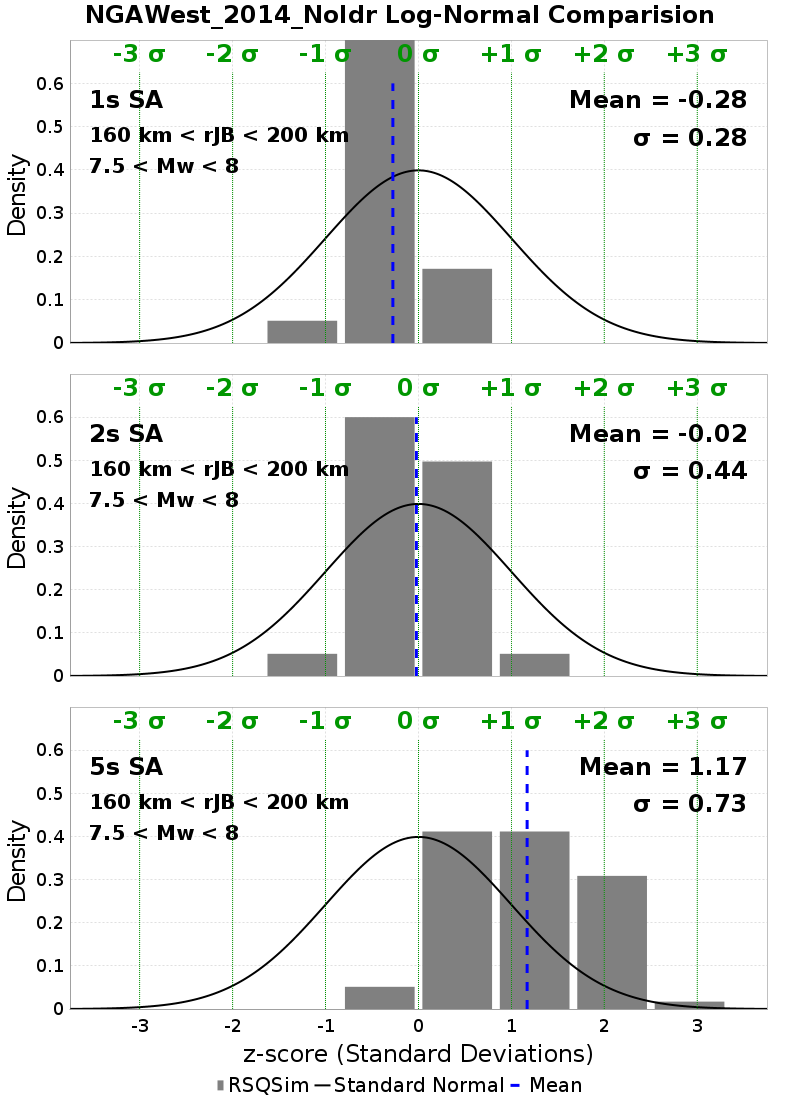 NGAWest_2014_NoIdr Log-Normal Comparision
-3 σ -2 σ -1 σ 0 σ +1 σ +2 σ +3 σ
1s SA Mean = -0.28
160 km < rJB < 200 km σ = 0.28
7.5 < Mw < 8
Density
0.6
0.5
0.4
0.3
0.2
0.1
0
-3 σ -2 σ -1 σ 0 σ +1 σ +2 σ +3 σ
2s SA Mean = -0.02
160 km < rJB < 200 km σ = 0.44
7.5 < Mw < 8
Density
0.6
0.5
0.4
0.3
0.2
0.1
0
-3 σ -2 σ -1 σ 0 σ +1 σ +2 σ +3 σ
5s SA Mean = 1.17
160 km < rJB < 200 km σ = 0.73
7.5 < Mw < 8
Density
0.6
0.5
0.4
0.3
0.2
0.1
0
-3 -2 -1 0 1 2 3
z-score (Standard Deviations)
RSQSim Standard Normal Mean